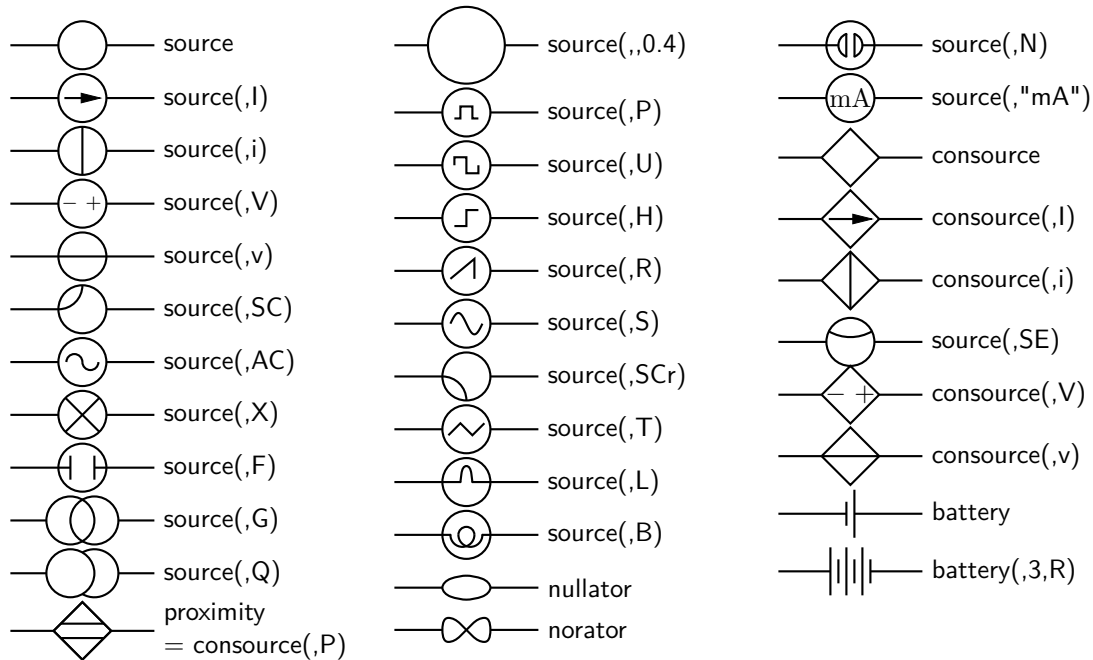 source
source(,I)
source(,i)
− +
source(,V)
source(,v)
source(,SC)
source(,AC)
source(,X)
source(,F)
source(,G)
source(,Q)
proximity
= consource(,P)
source(,,0.4)
source(,P)
source(,U)
source(,H)
source(,R)
source(,S)
source(,SCr)
source(,T)
source(,L)
source(,B)
nullator
norator
source(,N)
mA
source(,"mA")
consource
consource(,I)
consource(,i)
source(,SE)
− +
consource(,V)
consource(,v)
battery
battery(,3,R)